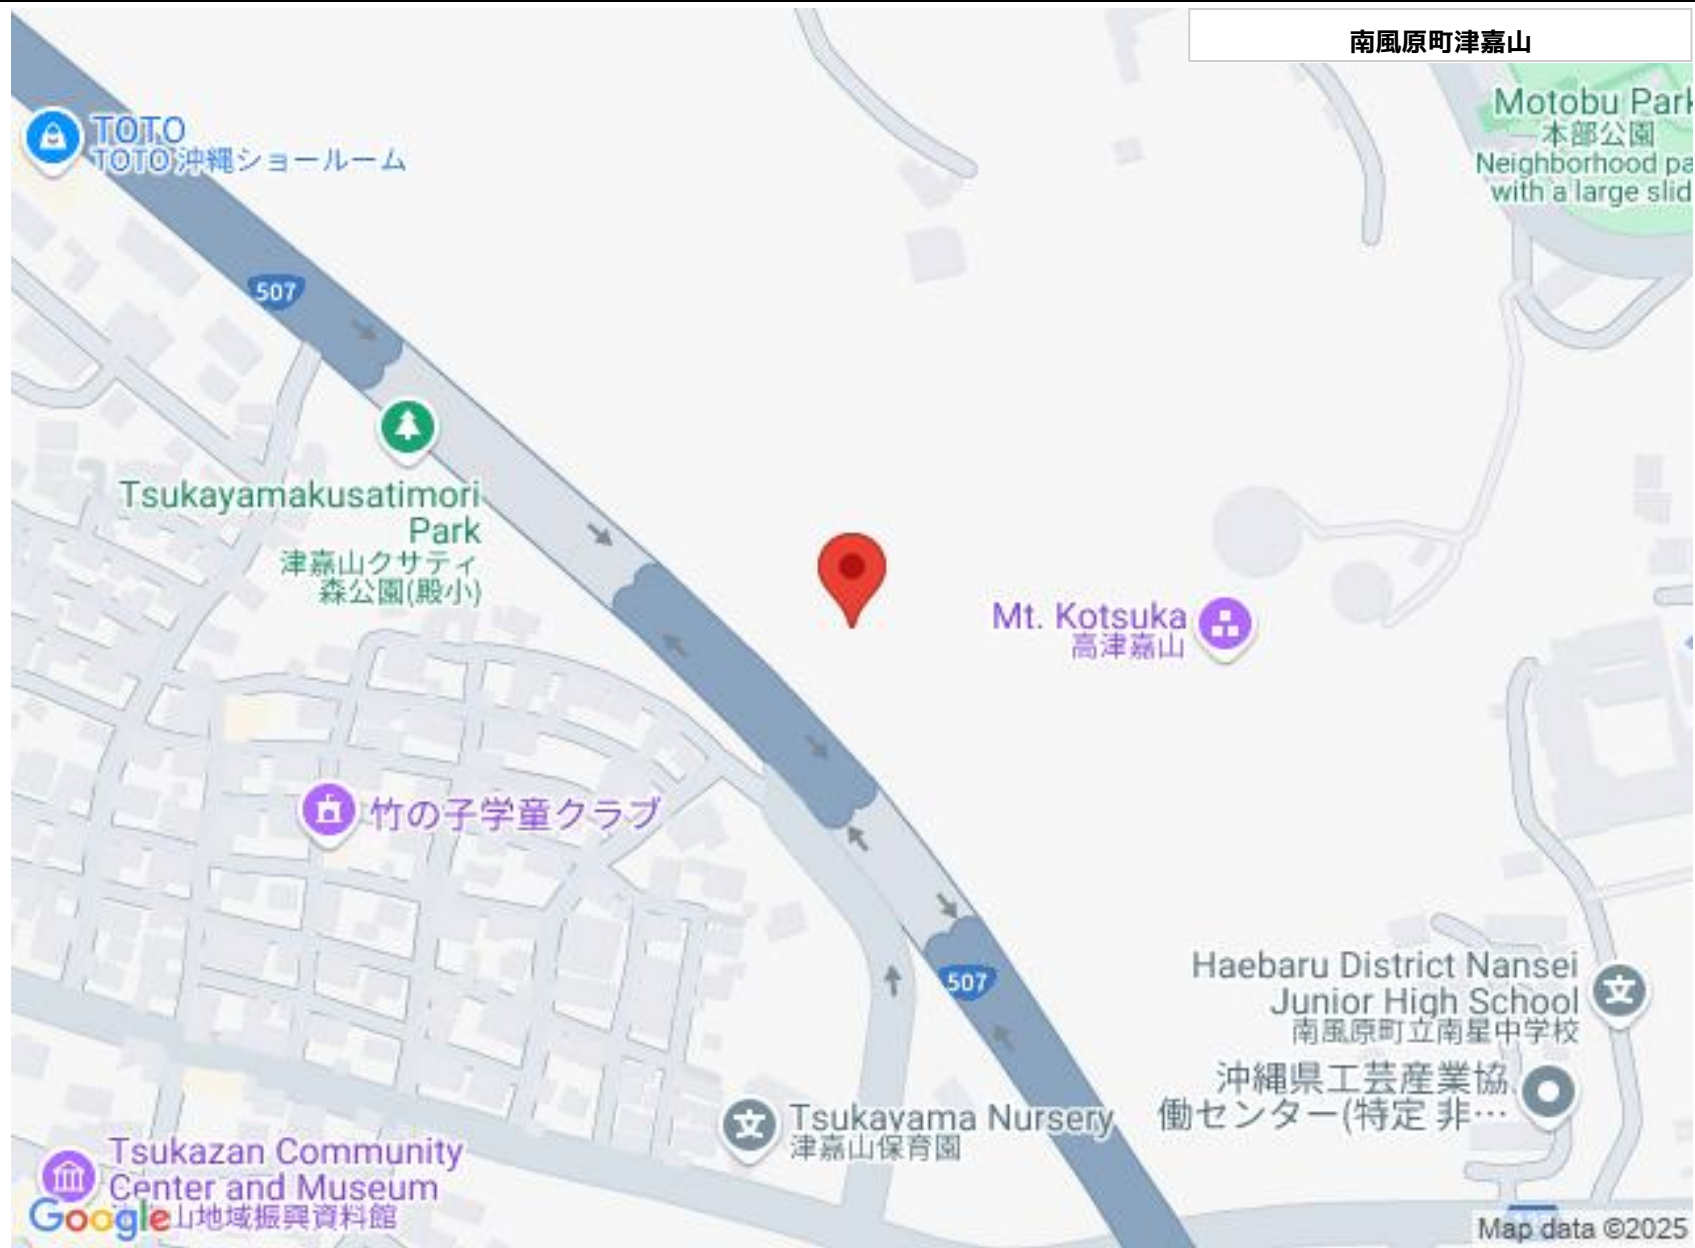 南風原町津嘉山
Motobu Park
本部公園
Neighborhood pa
with a large slid
TOTO
TOTO 沖縄ショールーム
507
Tsukayamakusatimori
Park
津嘉山クサティ
森公園(殿小)
Mt. Kotsuka
高津嘉山
竹の子学童クラブ
507
Haebaru District Nansei
Junior High School
南風原町立南星中学校
沖縄県工芸産業協
働センター(特定 非…
Tsukayama Nursery
津嘉山保育園
Tsukazan Community
Center and Museum
山地域振興資料館
Google
Map data ©2025